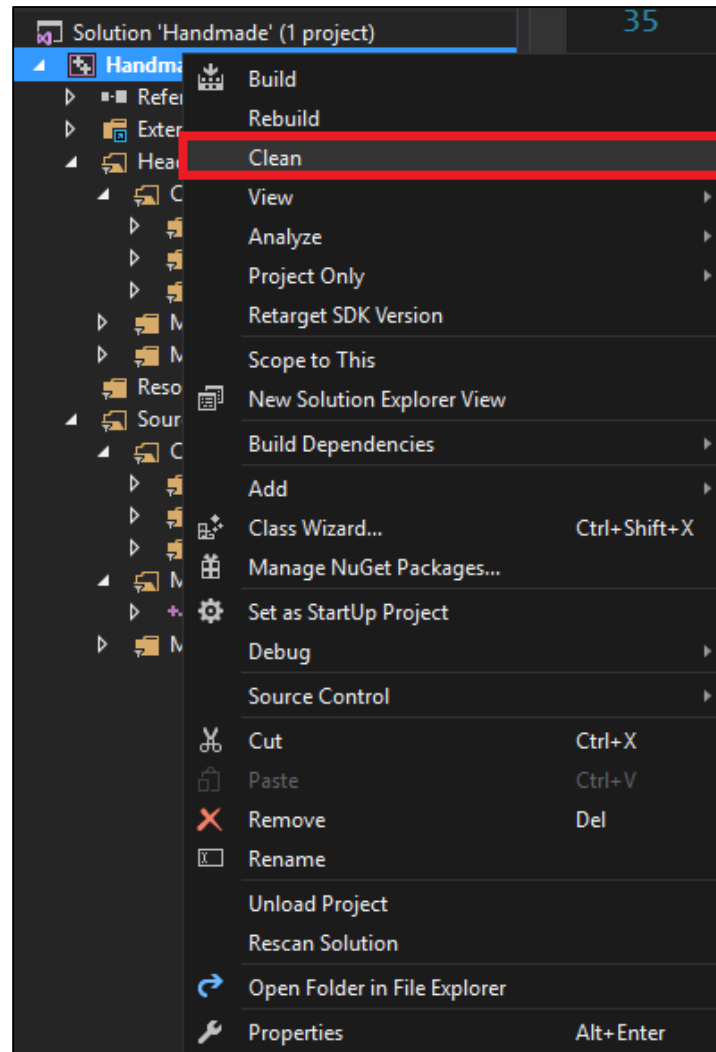 Solution 'Handmade' (1 project)
35
Build
Rebuild
Clean
View
Analyze
Project Only
Retarget SDK Version
Scope to This
New Solution Explorer View
Build Dependencies
Add
Class Wizard... Ctrl+Shift+X
Manage NuGet Packages...
Set as StartUp Project
Debug
Source Control
Cut Ctrl+X
Paste Ctrl+V
Remove Del
Rename
Unload Project
Rescan Solution
Open Folder in File Explorer
Properties Alt+Enter